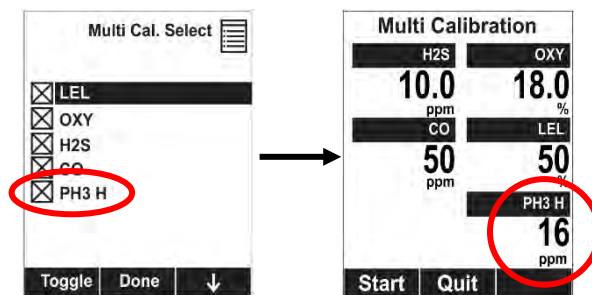 Multi Cal. Select
LEL
OXY
H2S
CO
PH3 H
Toggle Done ↓
Multi Calibration
H2S OXY
10.0 18.0
ppm %
CO LEL
50 50
ppm %
PH3 H
16
ppm
Start Quit